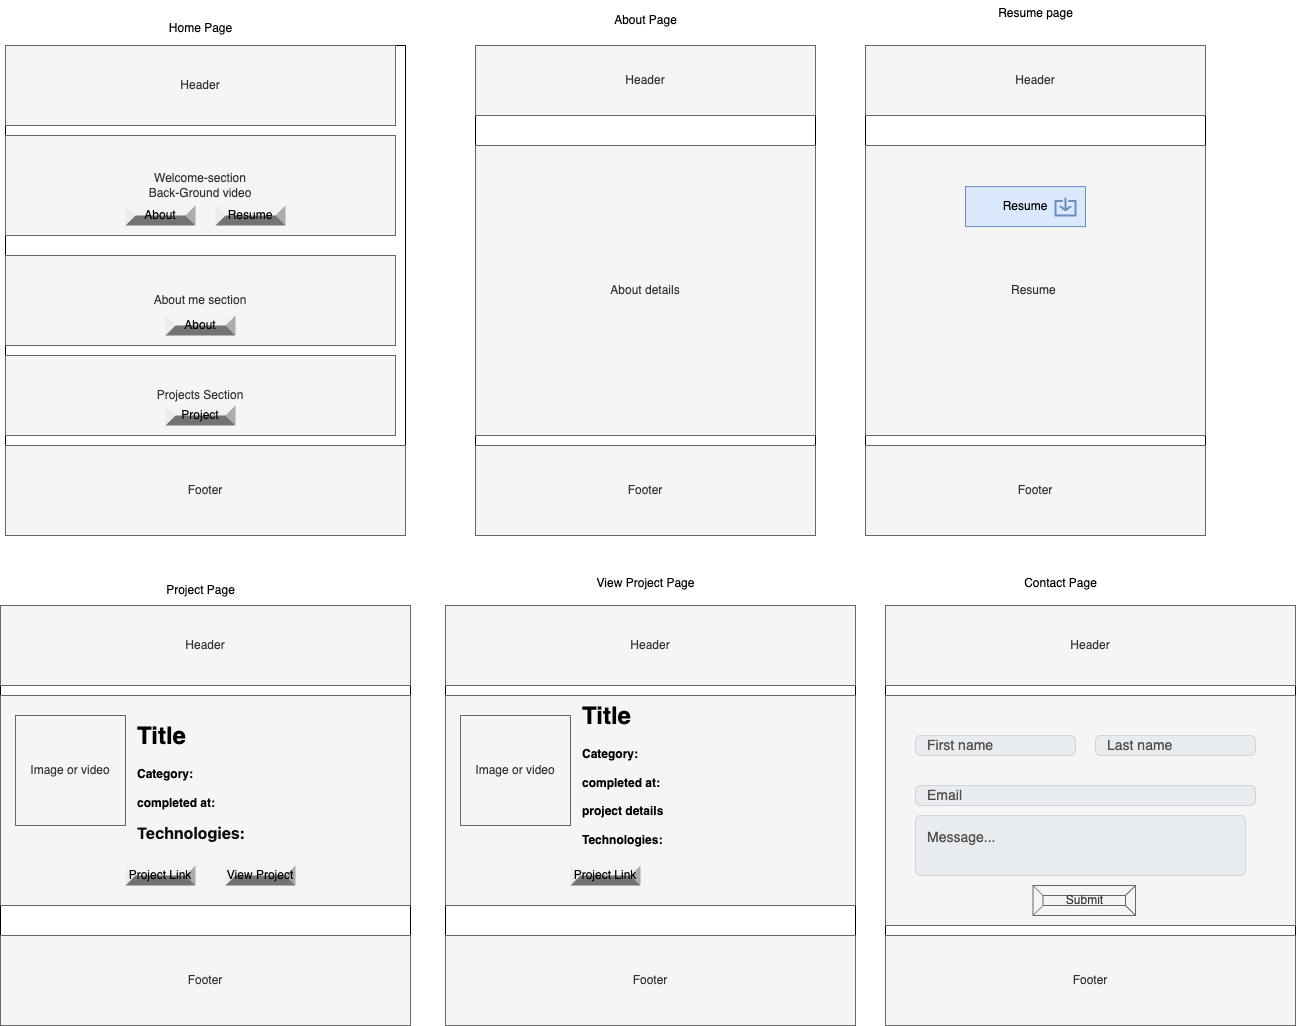 Home Page
Header
Welcome-section
Back-Ground video
About
Resume
About me section
About
Projects Section
Project
Footer
About Page
Header
About details
Footer
Resume page
Header
Resume
Resume
Footer
Project Page
Header
Image or video
Title
Category:
completed at:
Technologies:
Project Link
View Project
Footer
View Project Page
Header
Image or video
Title
Category:
completed at:
project details
Technologies:
Project Link
Footer
Contact Page
Header
First name
Last name
Email
Message...
Submit
Footer